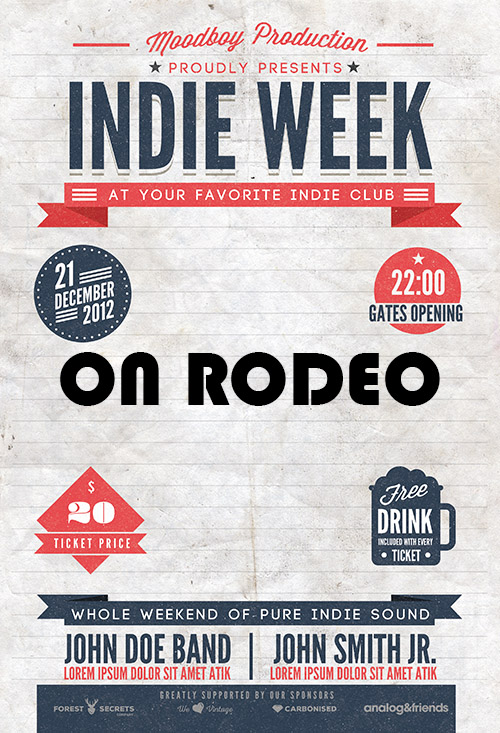 Moodboy Production
PROUDLY PRESENTS
INDIE WEEK
AT YOUR FAVORITE INDIE CLUB
21
DECEMBER
2012
22:00
GATES OPENING
ON RODEO
$
20
TICKET PRICE
Free
DRINK
INCLUDED WITH EVERY
TICKET
WHOLE WEEKEND OF PURE INDIE SOUND
JOHN DOE BAND | JOHN SMITH JR.
LOREM IPSUM DOLOR SIT AMET ATIK LOREM IPSUM DOLOR SIT AMET ATIK
GREATLY SUPPORTED BY OUR SPONSORS
FOREST SECRETS COMPANY We Vintage CARBONISED analog&friends